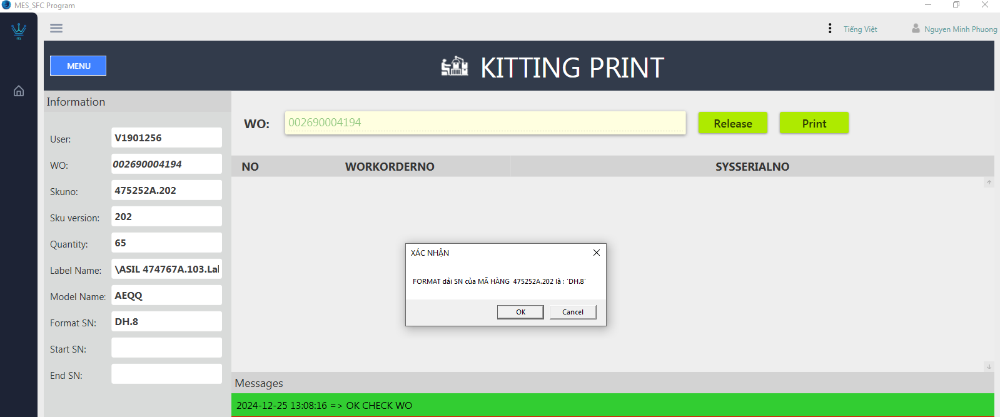 MES_SFC Program
Tiếng Việt
Nguyen Minh Phuong
MENU
KITTING PRINT
Information
User: V1901256
WO: 002690004194
Skuno: 475252A.202
Sku version: 202
Quantity: 65
Label Name: \ASIL 474767A.103.Lal
Model Name: AEQQ
Format SN: DH.8
Start SN:
End SN:
WO: 002690004194
Release
Print
NO WORKORDERNO SYSSERIALNO
XÁC NHẬN
FORMAT dải SN của MÃ HÀNG 475252A.202 là : 'DH.8'
OK
Cancel
Messages
2024-12-25 13:08:16 => OK CHECK WO